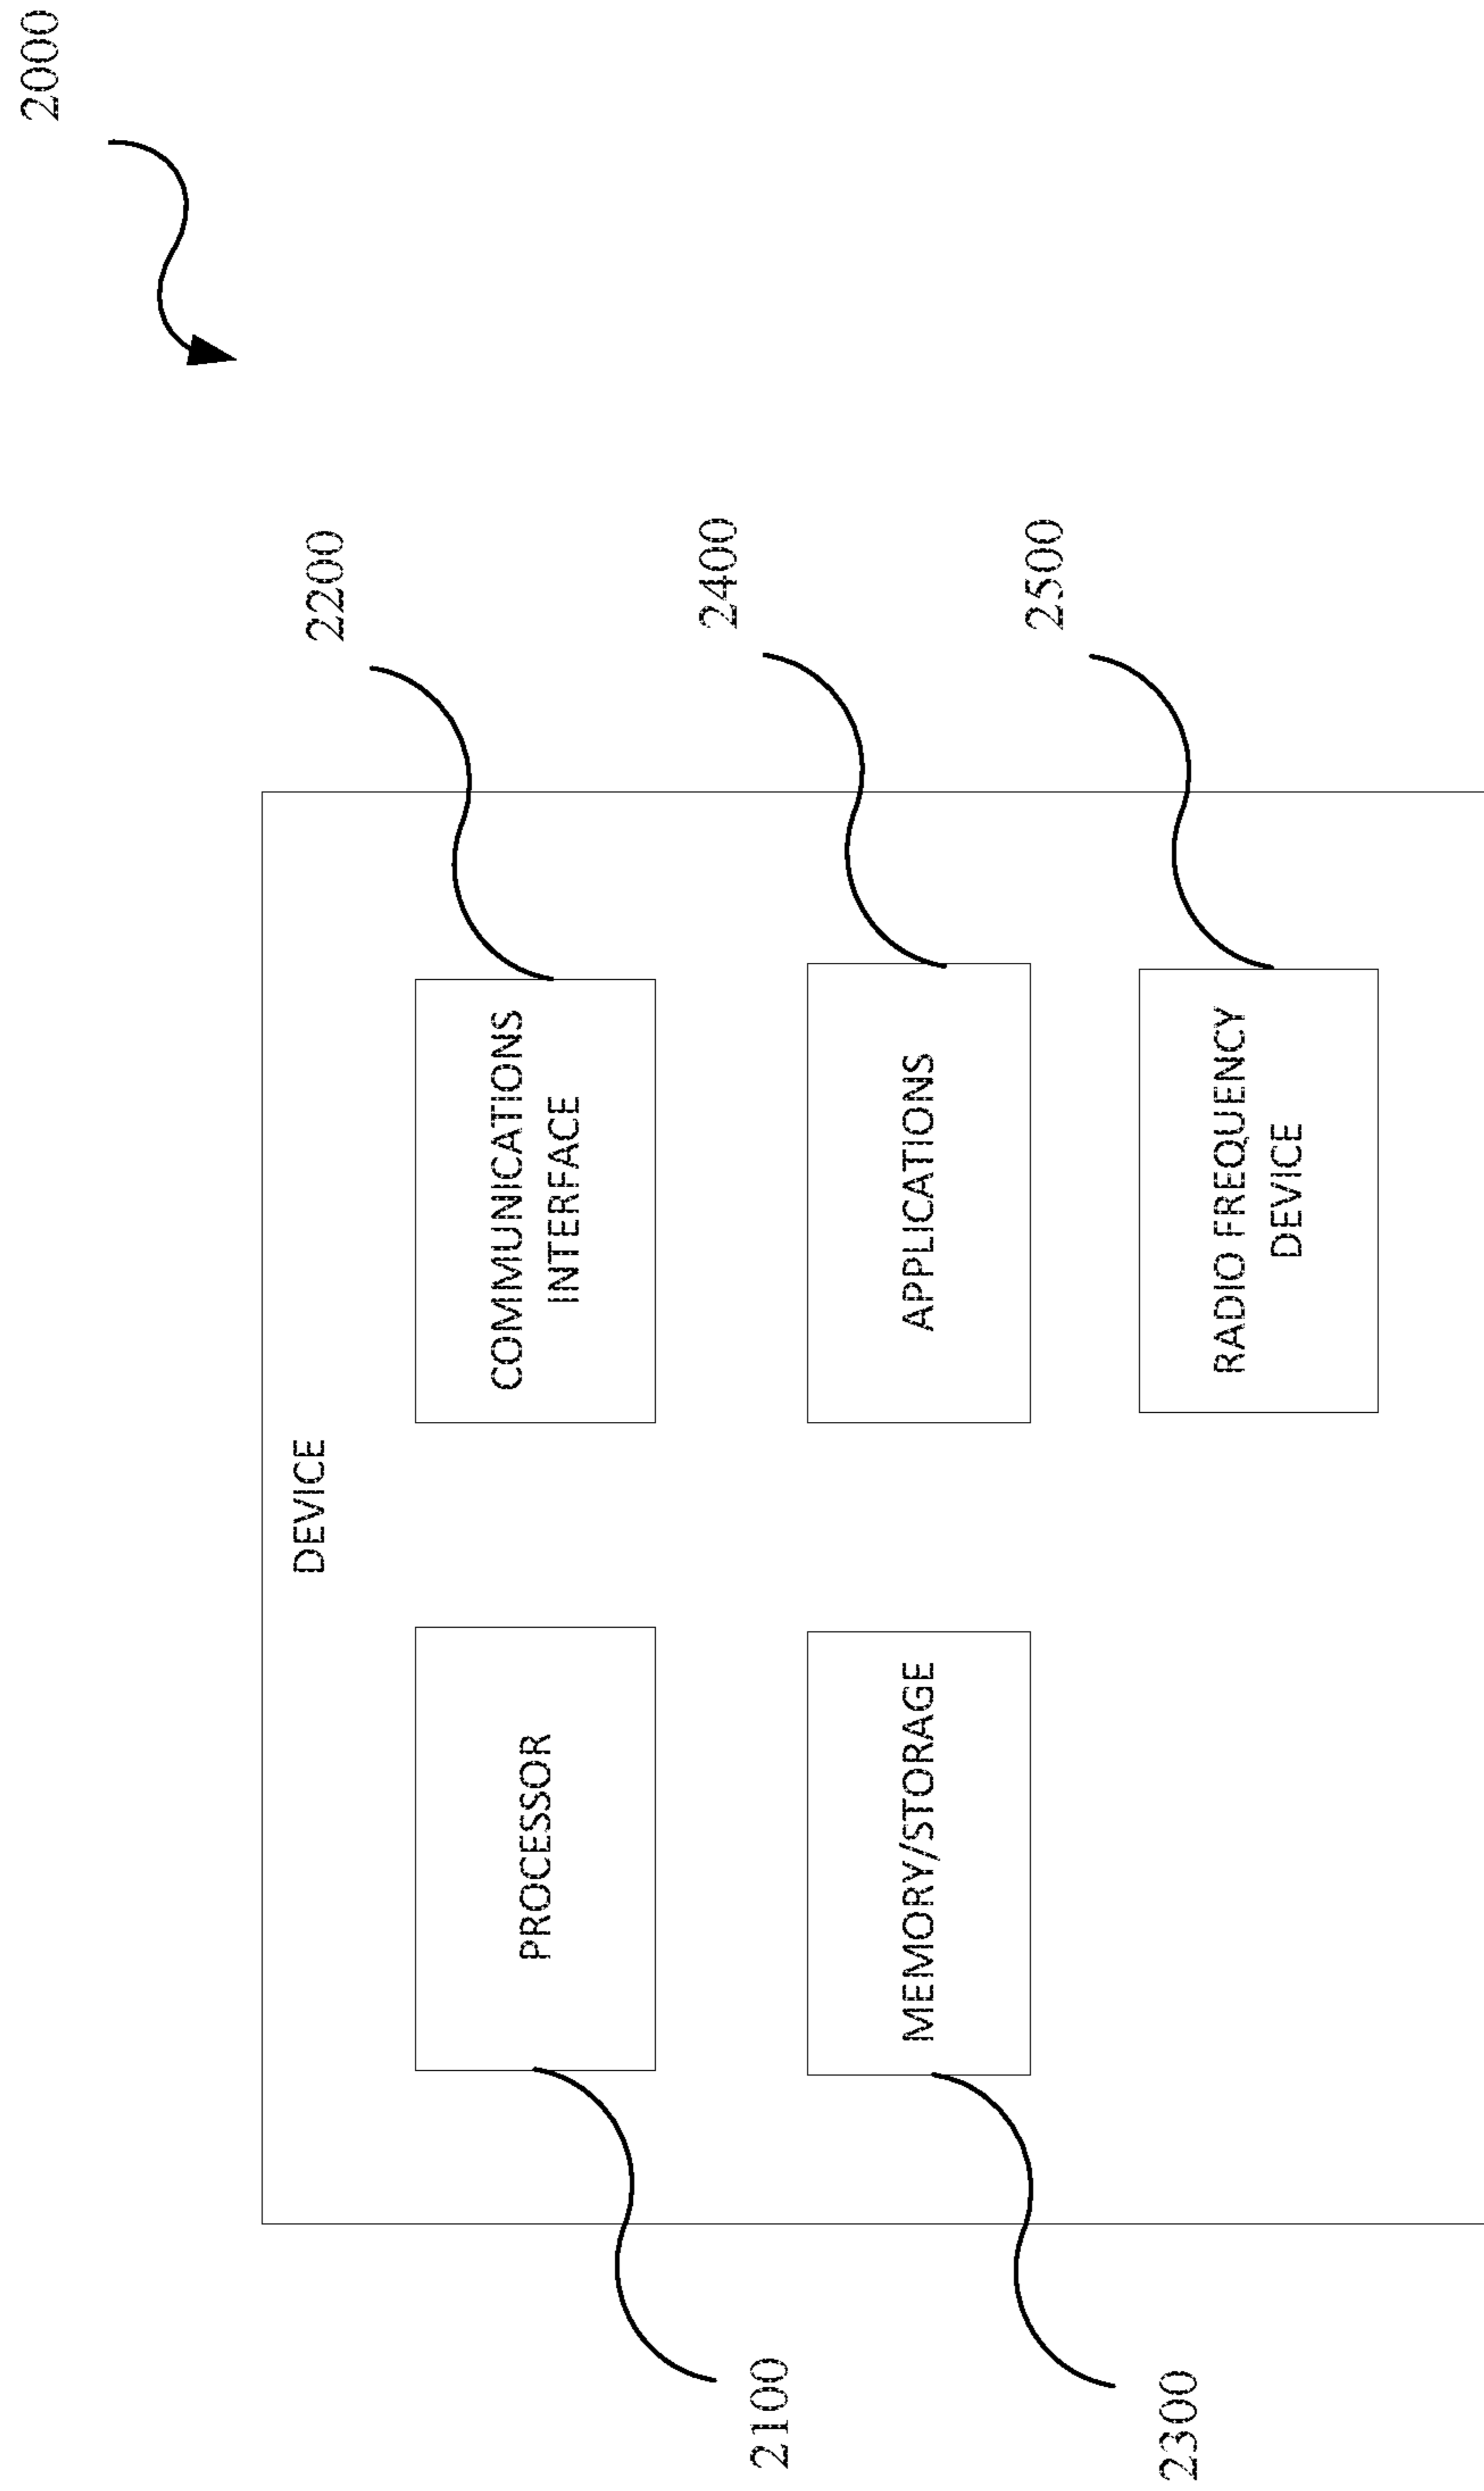 2000
DEVICE
2100
PROCESSOR
COMMUNICATIONS
INTERFACE
2200
2300
MEMORY/STORAGE
APPLICATIONS
2400
RADIO FREQUENCY
DEVICE
2500